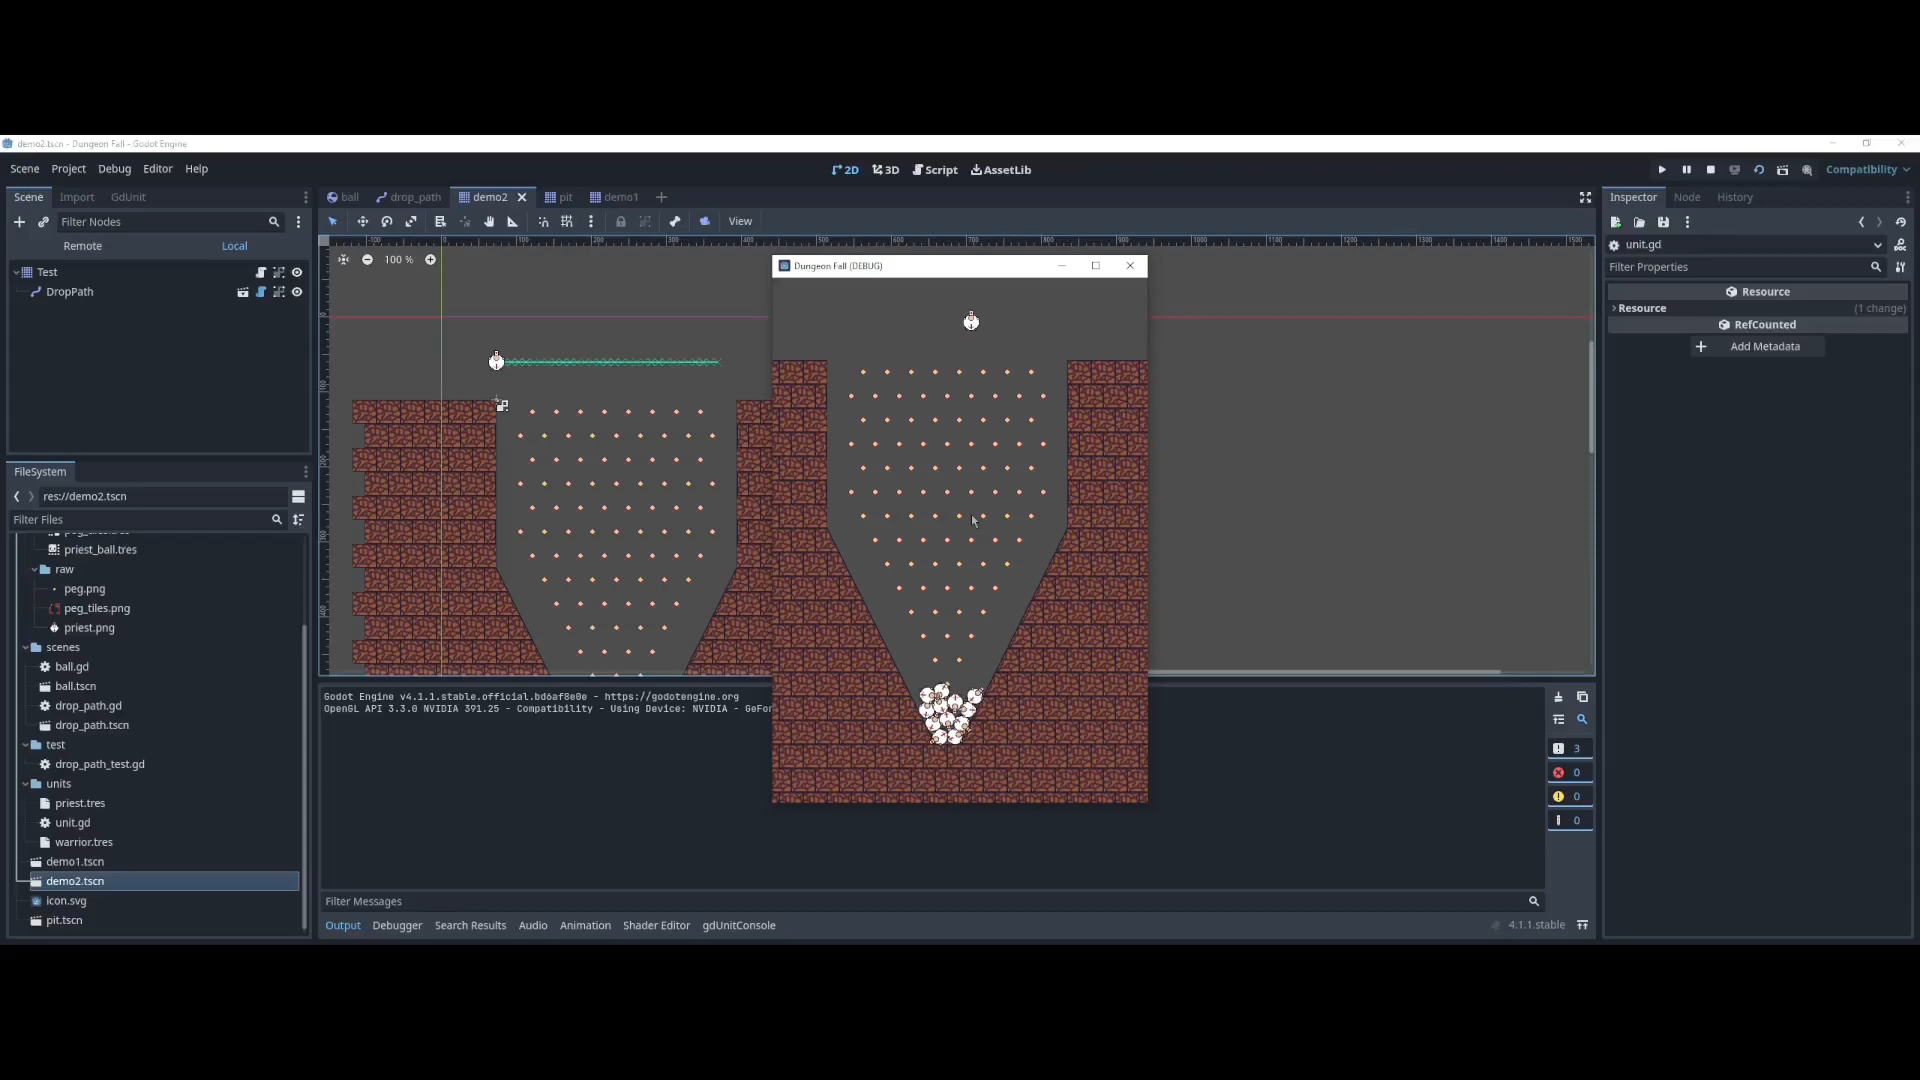 demo2.tscn - Dungeon Fall - Godot Engine
Scene Project Debug Editor Help
2D 3D Script AssetLib
Compatibility
Scene Import GdUnit
ball drop_path demo2 pit demo1
Inspector Node History
Filter Nodes
View
Remote Local
unit.gd
Filter Properties
100 %
Test
DropPath
Dungeon Fall (DEBUG)
Resource
Resource (1 change)
RefCounted
Add Metadata
FileSystem
res://demo2.tscn
Filter Files
priest_ball.tres
raw
peg.png
peg_tiles.png
priest.png
scenes
ball.gd
ball.tscn
drop_path.gd
drop_path.tscn
test
drop_path_test.gd
units
priest.tres
unit.gd
warrior.tres
demo1.tscn
demo2.tscn
icon.svg
pit.tscn
Godot Engine v4.1.1.stable.official.bd6af8e0e - https://godotengine.org
OpenGL API 3.3.0 NVIDIA 391.25 - Compatibility - Using Device: NVIDIA - GeFor
3
0
0
0
Filter Messages
Output Debugger Search Results Audio Animation Shader Editor gdUnitConsole
4.1.1.stable